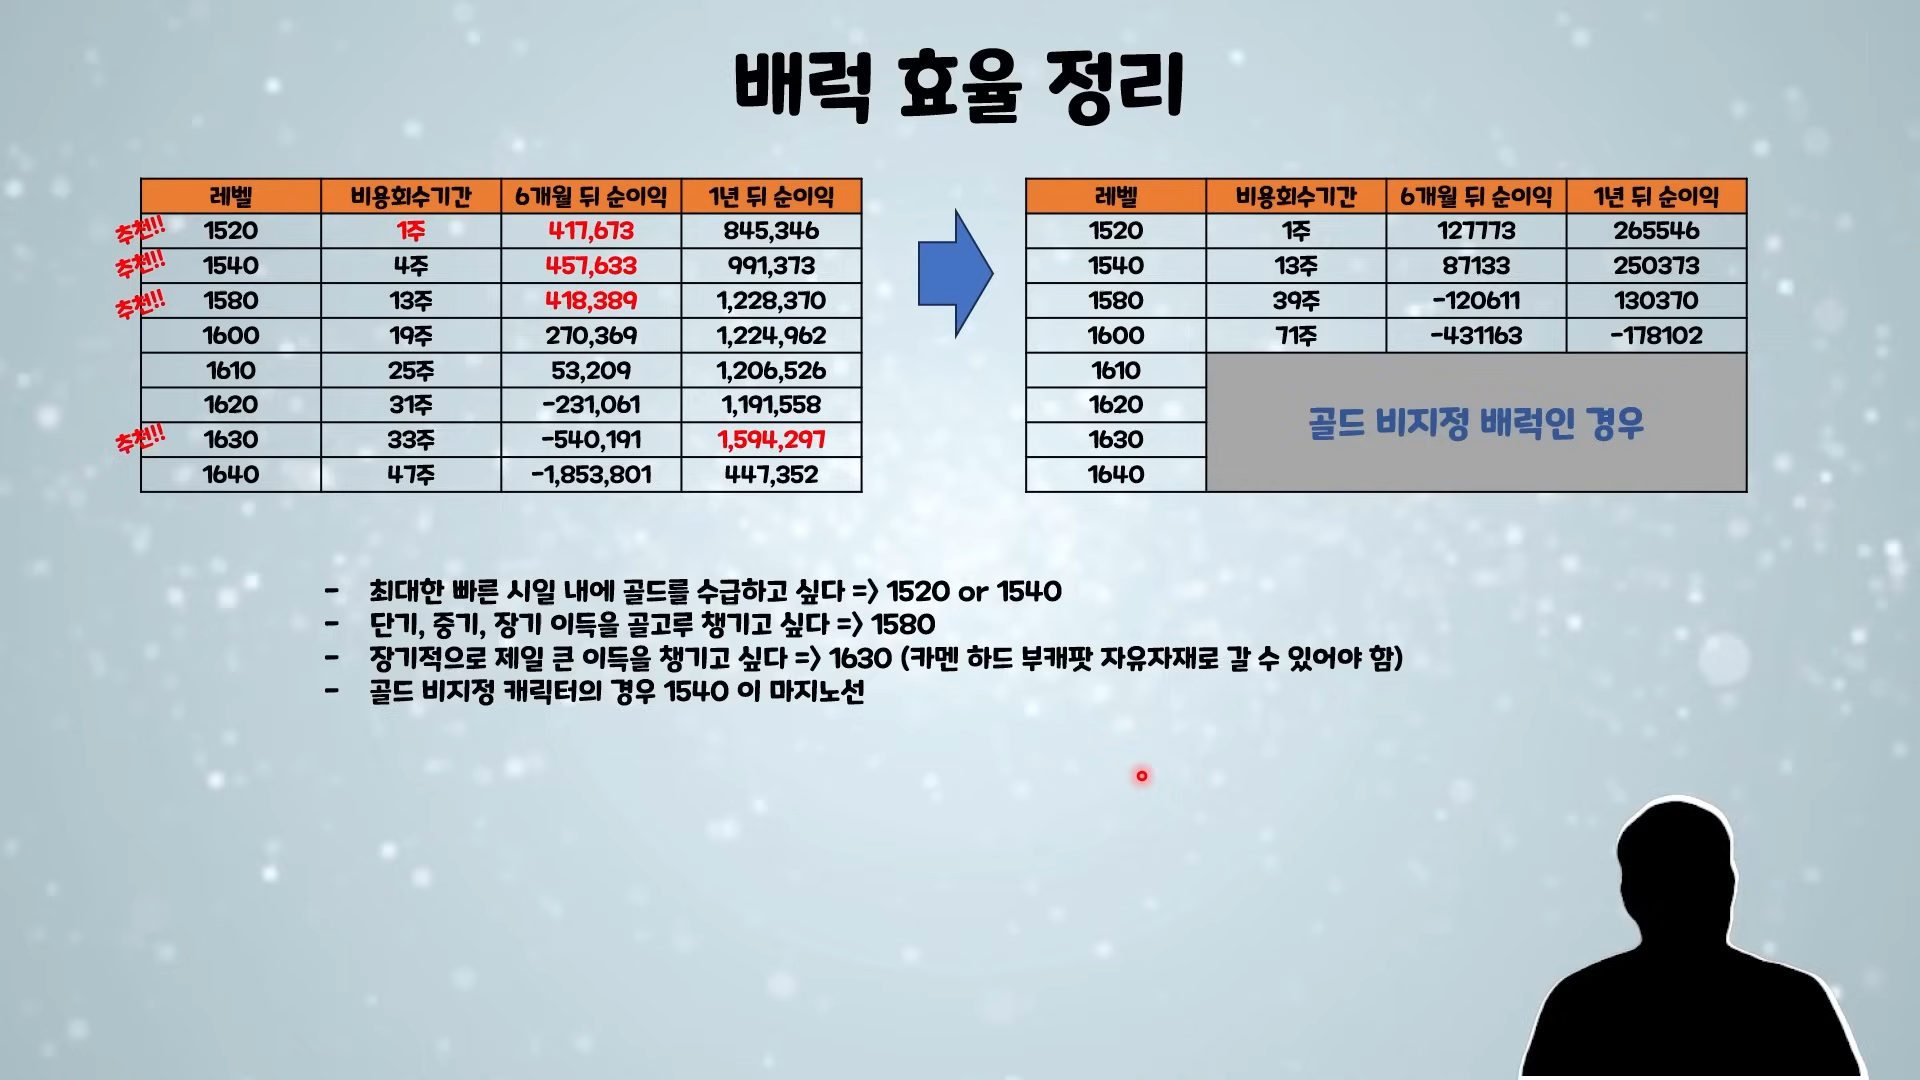 배럭 효율 정리
레벨 비용회수기간 6개월 뒤 순이익 1년 뒤 순이익
추천!! 1520 1주 417,673 845,346
추천!! 1540 4주 457,633 991,373
추천!! 1580 13주 418,389 1,228,370
1600 19주 270,369 1,224,962
1610 25주 53,209 1,206,526
1620 31주 -231,061 1,191,558
추천!! 1630 33주 -540,191 1,594,297
1640 47주 -1,853,801 447,352
레벨 비용회수기간 6개월 뒤 순이익 1년 뒤 순이익
1520 1주 127773 265546
1540 13주 87133 250373
1580 39주 -120611 130370
1600 71주 -431163 -178102
1610
1620
1630
1640
골드 비지정 배럭인 경우
- 최대한 빠른 시일 내에 골드를 수급하고 싶다 => 1520 or 1540
- 단기, 중기, 장기 이득을 골고루 챙기고 싶다 => 1580
- 장기적으로 제일 큰 이득을 챙기고 싶다 => 1630 (카멘 하드 부캐팟 자유자재로 갈 수 있어야 함)
- 골드 비지정 캐릭터의 경우 1540 이 마지노선